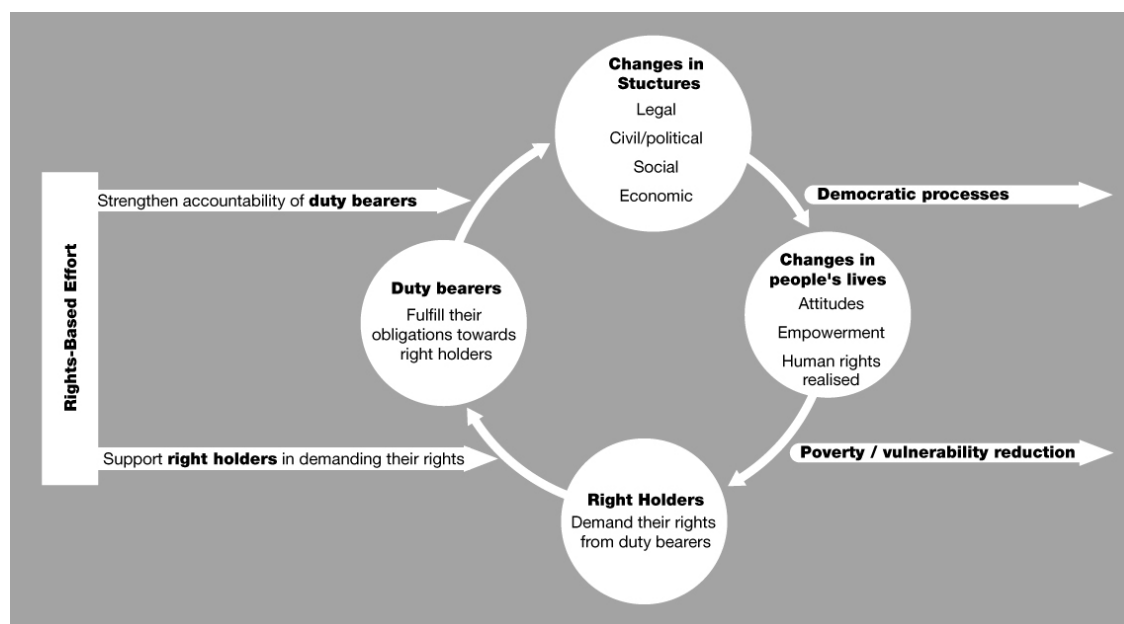 Rights-Based Effort
Strengthen accountability of duty bearers
Support right holders in demanding their rights
Changes in
Stuctures
Legal
Civil/political
Social
Economic
Democratic processes
Changes in
people's lives
Attitudes
Empowerment
Human rights
realised
Poverty / vulnerability reduction
Right Holders
Demand their rights
from duty bearers
Duty bearers
Fulfill their
obligations towards
right holders